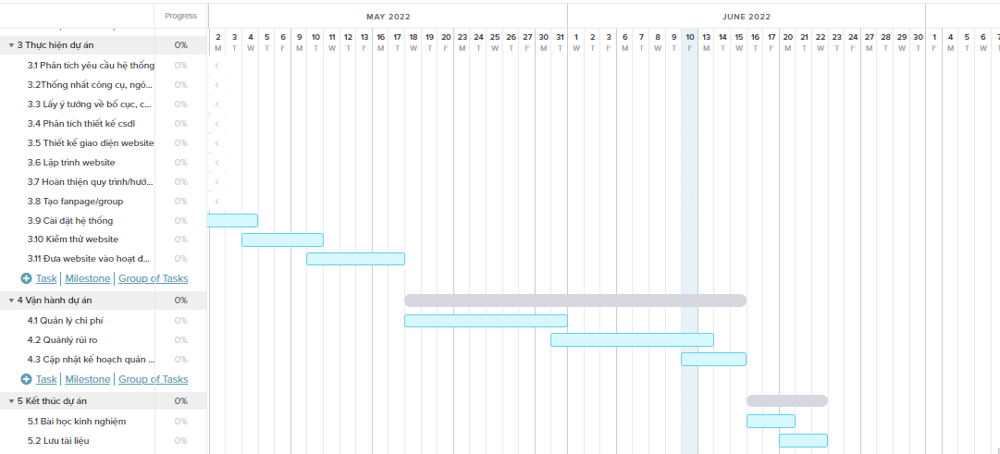 Progress
MAY 2022
JUNE 2022
2 3 4 5 6 9 10 11 12 13 16 17 18 19 20 23 24 25 26 27 30 31 1 2 3 6 7 8 9 10 13 14 15 16 17 20 21 22 23 24 27 28 29 30 1 4 5 6 7
M T W T F M T W T F M T W T F M T W T F M T W T F M T W T F M T W T F M T W T F M T W T F M T W T
3 Thực hiện dự án 0%
3.1 Phân tích yêu cầu hệ thống 0%
3.2Thống nhất công cụ, ngô... 0%
3.3 Lấy ý tưởng về bố cục, c... 0%
3.4 Phân tích thiết kế csdl 0%
3.5 Thiết kế giao diện website 0%
3.6 Lập trình website 0%
3.7 Hoàn thiện quy trình/hướ... 0%
3.8 Tạo fanpage/group 0%
3.9 Cài đặt hệ thống 0%
3.10 Kiểm thử website 0%
3.11 Đưa website vào hoạt đ... 0%
Task | Milestone | Group of Tasks
4 Vận hành dự án 0%
4.1 Quản lý chi phí 0%
4.2 Quảnlý rủi ro 0%
4.3 Cập nhật kế hoạch quản ... 0%
Task | Milestone | Group of Tasks
5 Kết thúc dự án 0%
5.1 Bài học kinh nghiệm 0%
5.2 Lưu tài liệu 0%